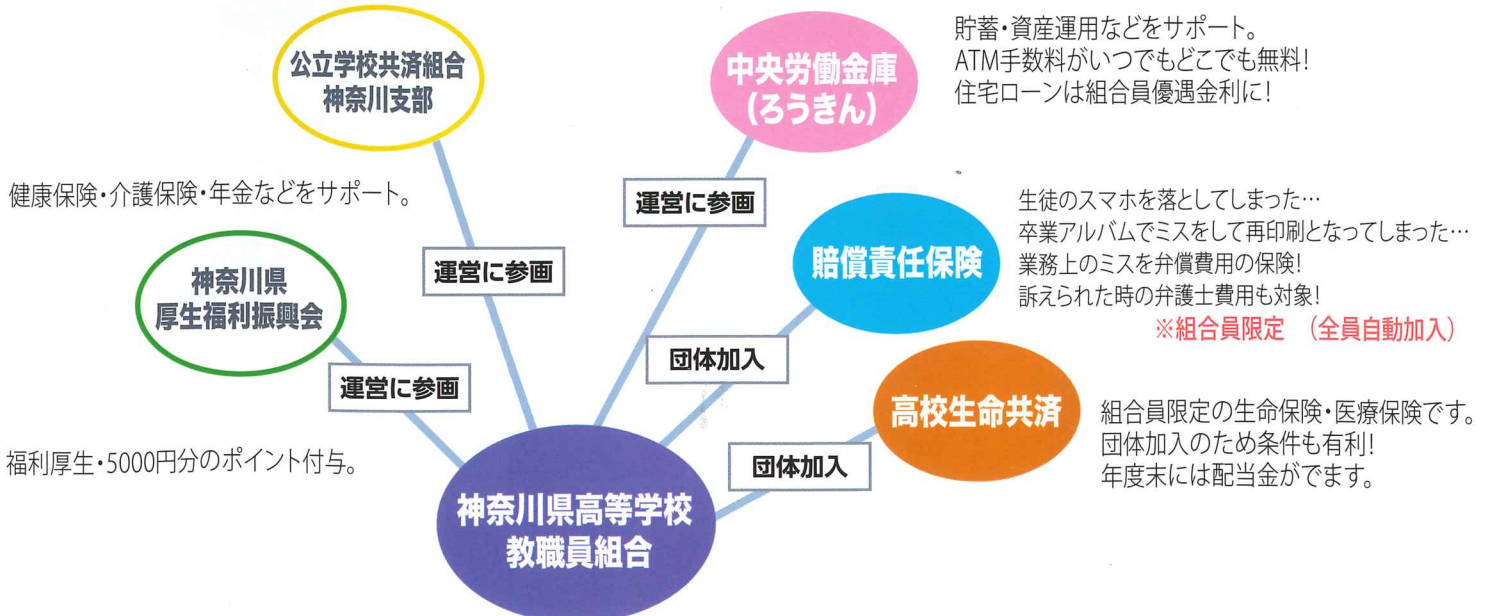 公立学校共済組合
神奈川支部
健康保険・介護保険・年金などをサポート。
運営に参画
神奈川県
厚生福利振興会
福利厚生・5000円分のポイント付与。
運営に参画
中央労働金庫
(ろうきん)
貯蓄・資産運用などをサポート。
ATM手数料がいつでもどこでも無料!
住宅ローンは組合員優遇金利に!
運営に参画
賠償責任保険
生徒のスマホを落としてしまった…
卒業アルバムでミスをして再印刷となってしまった…
業務上のミスを弁償費用の保険!
訴えられた時の弁護士費用も対象!
※組合員限定 (全員自動加入)
団体加入
高校生命共済
組合員限定の生命保険・医療保険です。
団体加入のため条件も有利!
年度末には配当金がでます。
団体加入
神奈川県高等学校
教職員組合